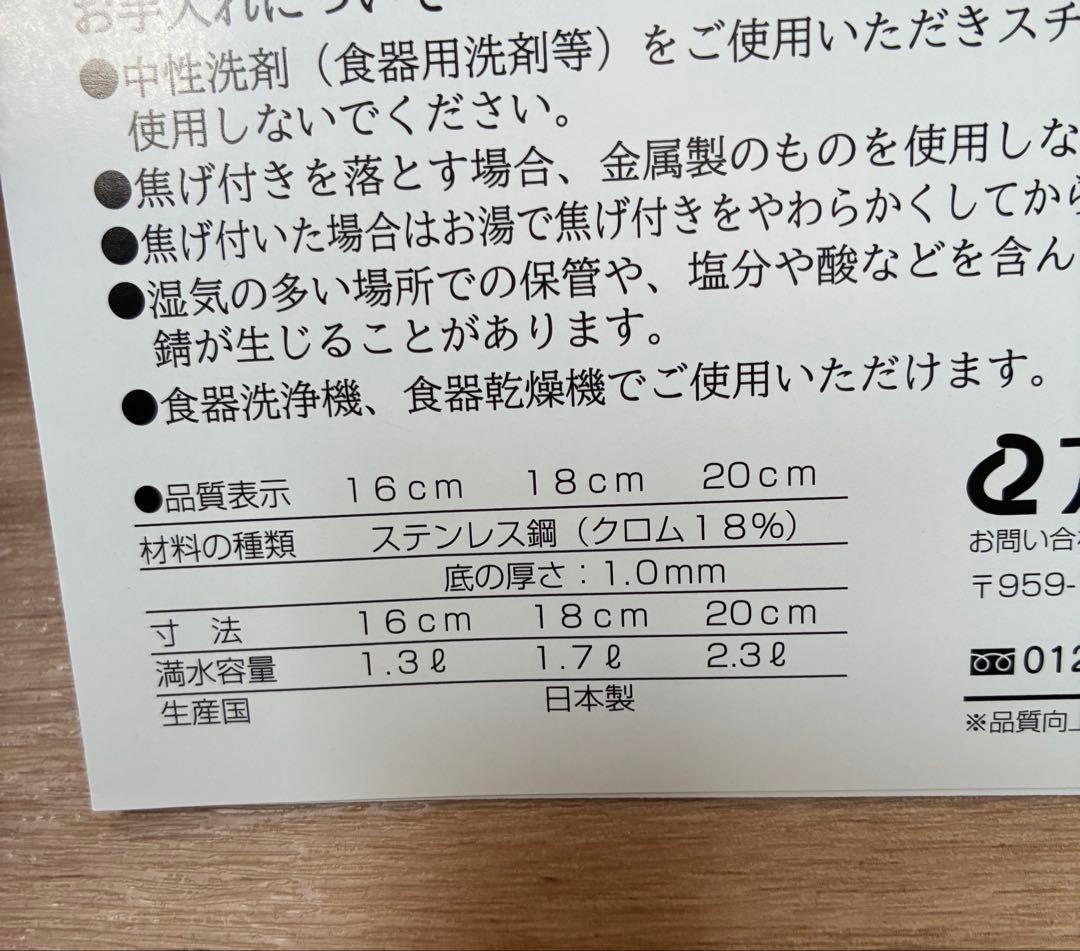 お手入れについて
●中性洗剤（食器用洗剤等）をご使用いただきスチ
使用しないでください。
●焦げ付きを落とす場合、金属製のものを使用しな
●焦げ付いた場合はお湯で焦げ付きをやわらかくしてから
●湿気の多い場所での保管や、塩分や酸などを含ん
錆が生じることがあります。
●食器洗浄機、食器乾燥機でご使用いただけます。
●品質表示 16cm 18cm 20cm
材料の種類 ステンレス鋼（クロム18%）
底の厚さ：1.0mm
寸 法 16cm 18cm 20cm
満水容量 1.3ℓ 1.7ℓ 2.3ℓ
生産国 日本製
お問い合
〒959-
012
※品質向上